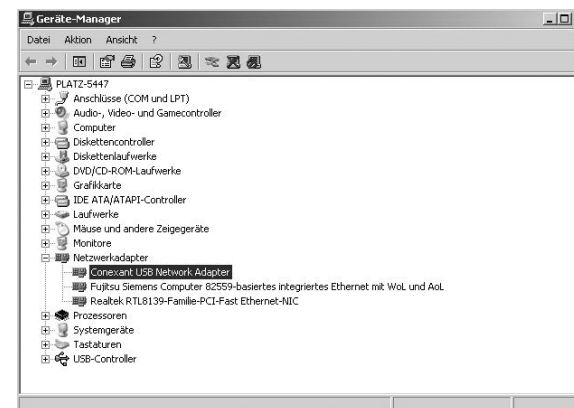 Geräte-Manager
Datei Aktion Ansicht ?
PLATZ-5447
Anschlüsse (COM und LPT)
Audio-, Video- und Gamecontroller
Computer
Diskettencontroller
Diskettenlaufwerke
DVD/CD-ROM-Laufwerke
Grafikkarte
IDE ATA/ATAPI-Controller
Laufwerke
Mäuse und andere Zeigegeräte
Monitore
Netzwerkadapter
Conexant USB Network Adapter
Fujitsu Siemens Computer 82559-basiertes integriertes Ethernet mit WoL und AoL
Realtek RTL8139-Familie-PCI-Fast Ethernet-NIC
Prozessoren
Systemgeräte
Tastaturen
USB-Controller